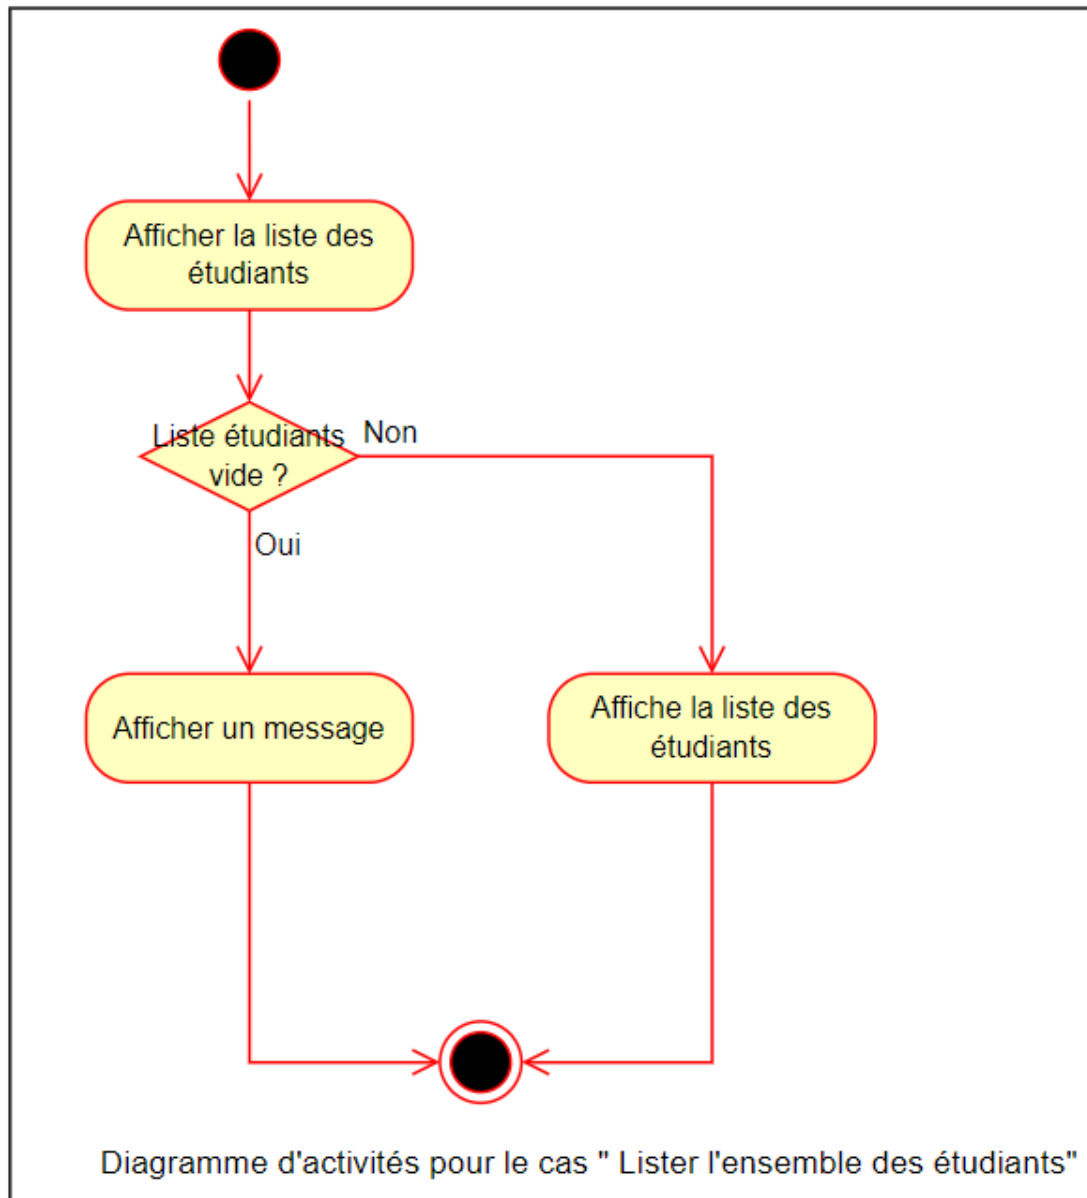 Afficher la liste des
étudiants
Liste étudiants
vide ?
Non
Oui
Afficher un message
Affiche la liste des
étudiants
Diagramme d'activités pour le cas " Lister l'ensemble des étudiants"